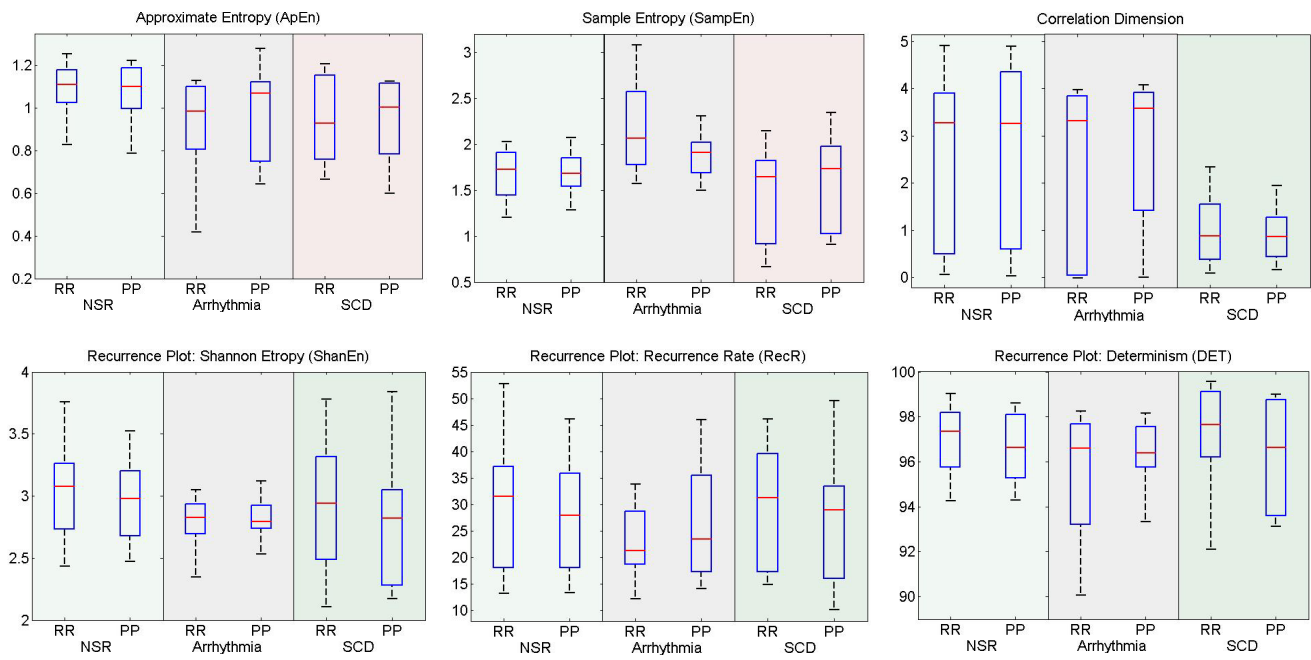 Approximate Entropy (ApEn)
1.2
1
0.8
0.6
0.4
0.2
RR PP RR PP RR PP
NSR Arrhythmia SCD
Sample Entropy (SampEn)
3
2.5
2
1.5
1
0.5
RR PP RR PP RR PP
NSR Arrhythmia SCD
Correlation Dimension
5
4
3
2
1
0
RR PP RR PP RR PP
NSR Arrhythmia SCD
Recurrence Plot: Shannon Etropy (ShanEn)
4
3.5
3
2.5
2
RR PP RR PP RR PP
NSR Arrhythmia SCD
Recurrence Plot: Recurrence Rate (RecR)
55
50
45
40
35
30
25
20
15
10
RR PP RR PP RR PP
NSR Arrhythmia SCD
Recurrence Plot: Determinism (DET)
100
98
96
94
92
90
RR PP RR PP RR PP
NSR Arrhythmia SCD